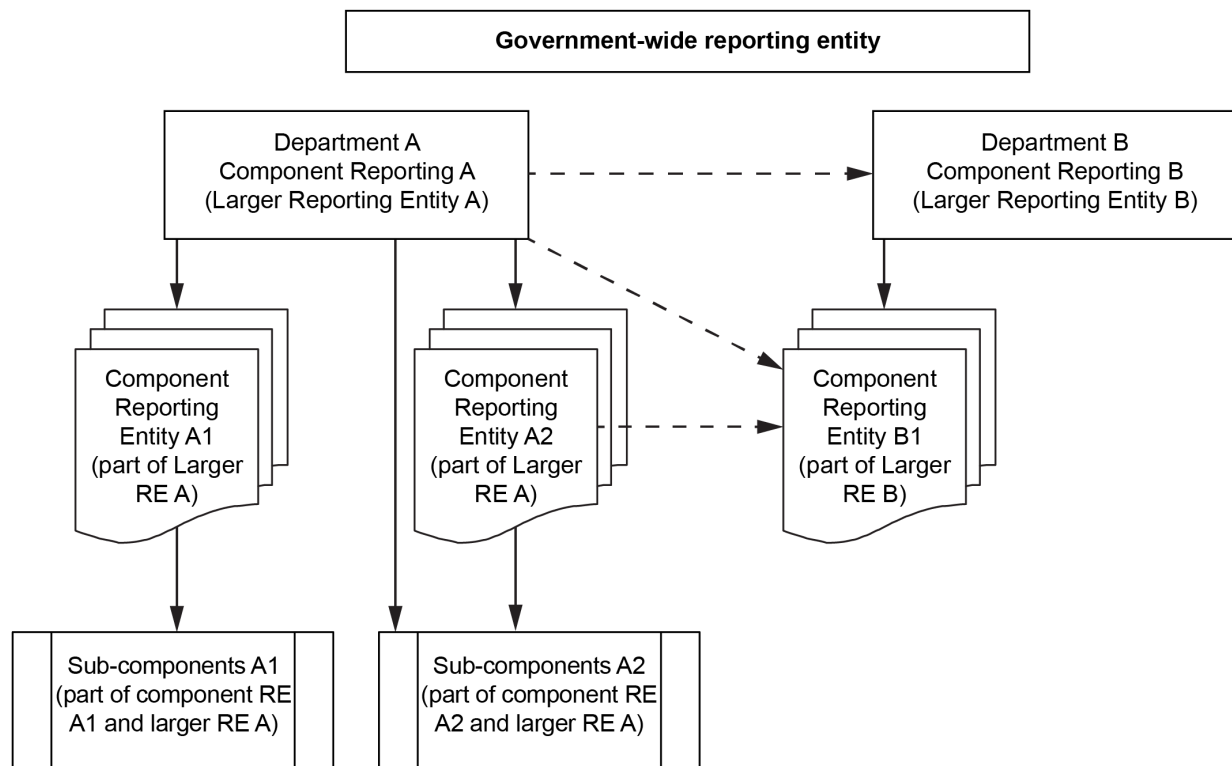 Government-wide reporting entity
Department A
Component Reporting A
(Larger Reporting Entity A)
Department B
Component Reporting B
(Larger Reporting Entity B)
Component
Reporting
Entity A1
(part of Larger
RE A)
Component
Reporting
Entity A2
(part of Larger
RE A)
Component
Reporting
Entity B1
(part of Larger
RE B)
Sub-components A1
(part of component RE
A1 and larger RE A)
Sub-components A2
(part of component RE
A2 and larger RE A)